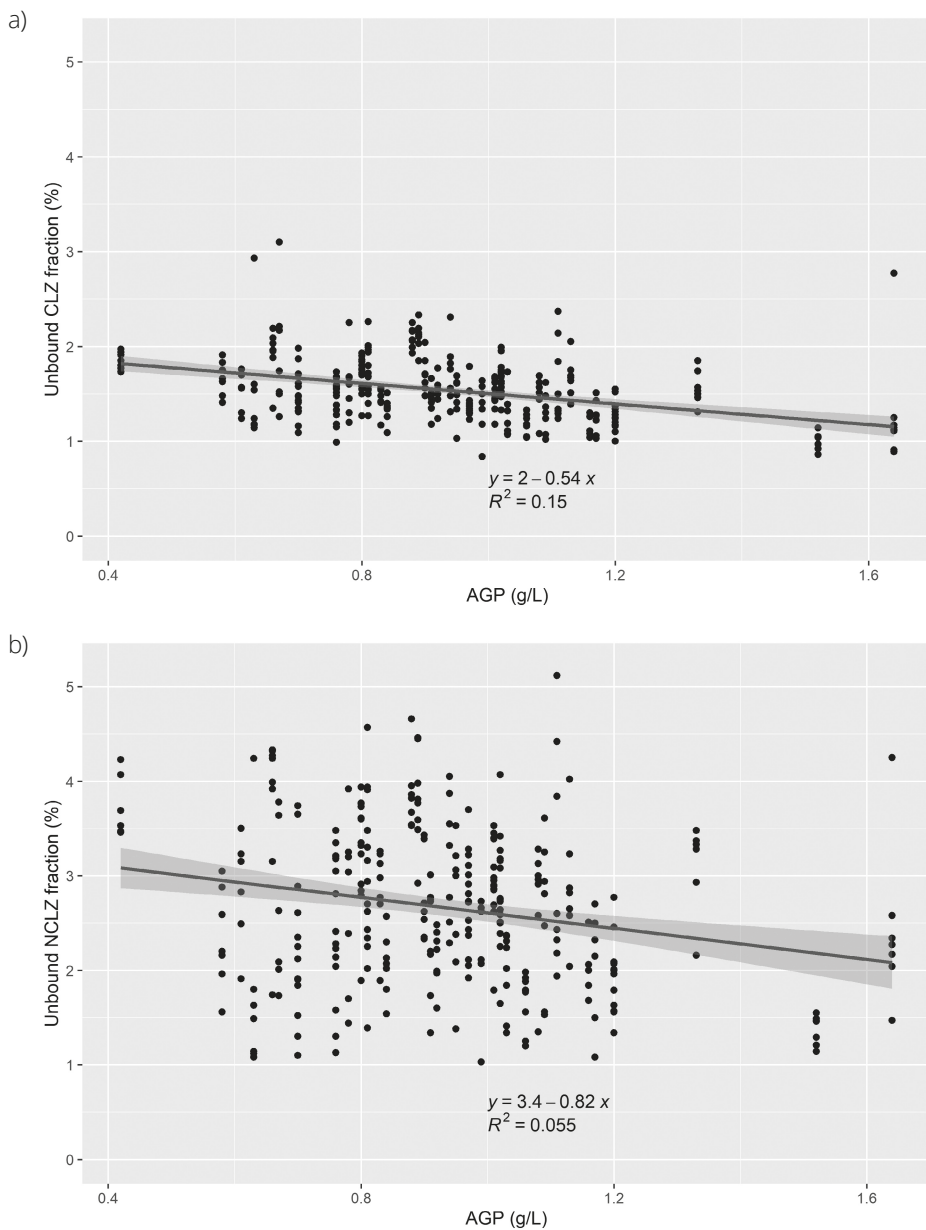 a)
5
4
3
2
1
0
Unbound CLZ fraction (%)
y = 2 – 0.54 x
R² = 0.15
0.4 0.8 1.2 1.6
AGP (g/L)
b)
5
4
3
2
1
0
Unbound NCLZ fraction (%)
y = 3.4 – 0.82 x
R² = 0.055
0.4 0.8 1.2 1.6
AGP (g/L)